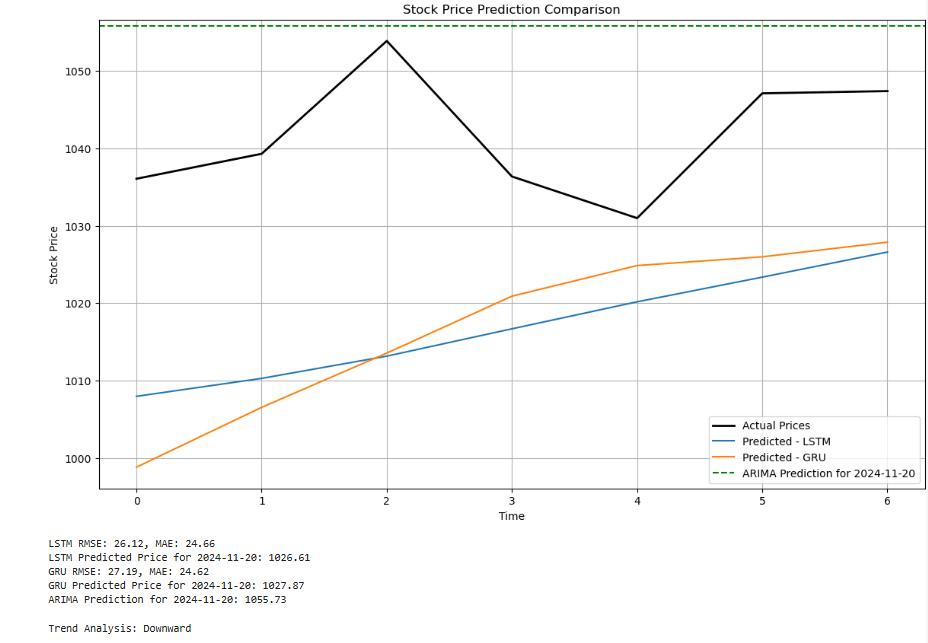 Stock Price Prediction Comparison
1050
1040
1030
1020
1010
1000
Stock Price
0 1 2 3 4 5 6
Time
Actual Prices
Predicted - LSTM
Predicted - GRU
ARIMA Prediction for 2024-11-20
LSTM RMSE: 26.12, MAE: 24.66
LSTM Predicted Price for 2024-11-20: 1026.61
GRU RMSE: 27.19, MAE: 24.62
GRU Predicted Price for 2024-11-20: 1027.87
ARIMA Prediction for 2024-11-20: 1055.73
Trend Analysis: Downward